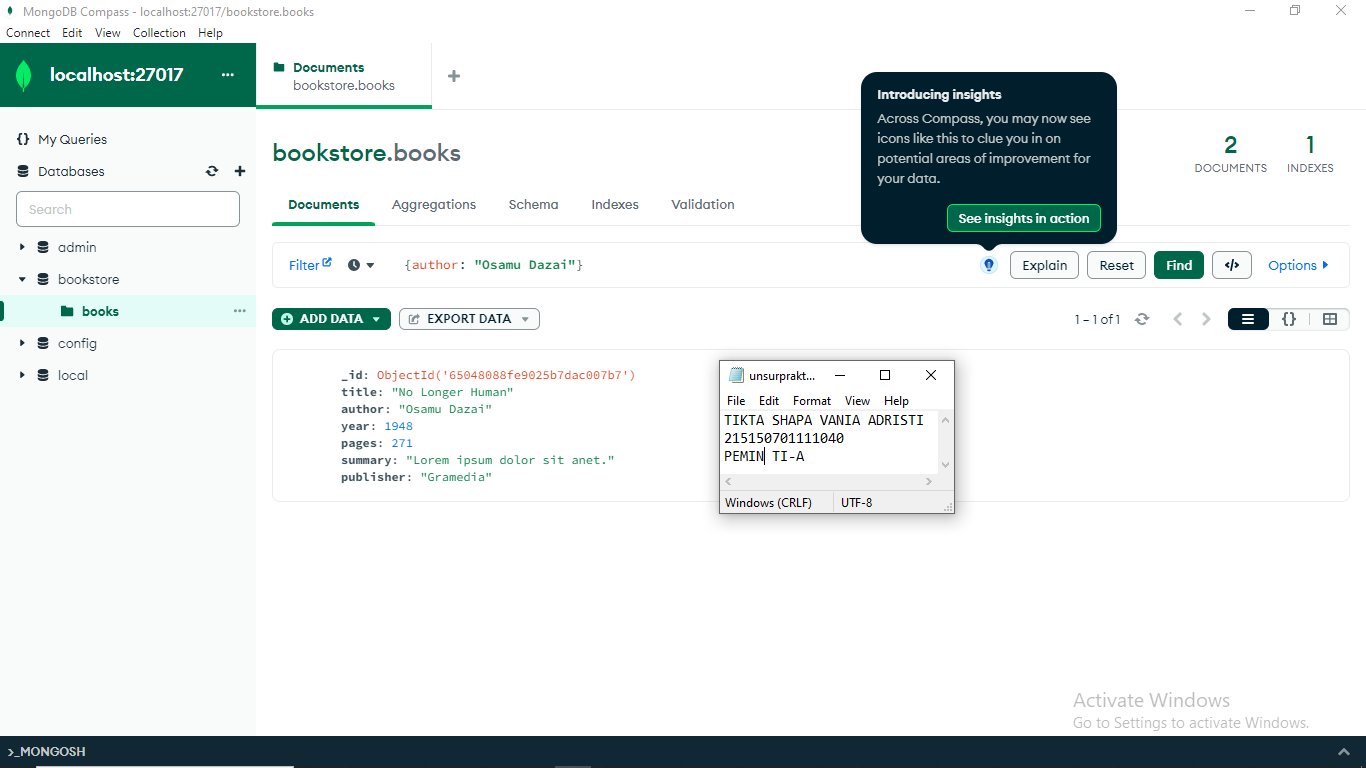 MongoDB Compass - localhost:27017/bookstore.books
Connect Edit View Collection Help
localhost:27017 ...
Documents
bookstore.books
My Queries
Databases
Search
admin
bookstore
books
config
local
bookstore.books
Introducing insights
Across Compass, you may now see
icons like this to clue you in on
potential areas of improvement for
your data.
See insights in action
2
DOCUMENTS
1
INDEXES
Documents Aggregations Schema Indexes Validation
Filter {author: "Osamu Dazai"} Explain Reset Find </> Options
ADD DATA EXPORT DATA 1 – 1 of 1 {}
_id: ObjectId('65048088fe9025b7dac007b7')
title: "No Longer Human"
author: "Osamu Dazai"
year: 1948
pages: 271
summary: "Lorem ipsum dolor sit anet."
publisher: "Gramedia"
unsurprakt...
File Edit Format View Help
TIKTA SHAPA VANIA ADRISTI
215150701111040
PEMIN TI-A
Windows (CRLF) UTF-8
Activate Windows
Go to Settings to activate Windows.
>_MONGOSH